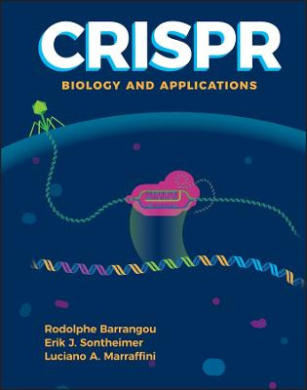 CRISPR
BIOLOGY AND APPLICATIONS
Rodolphe Barrangou
Erik J. Sontheimer
Luciano A. Marraffini